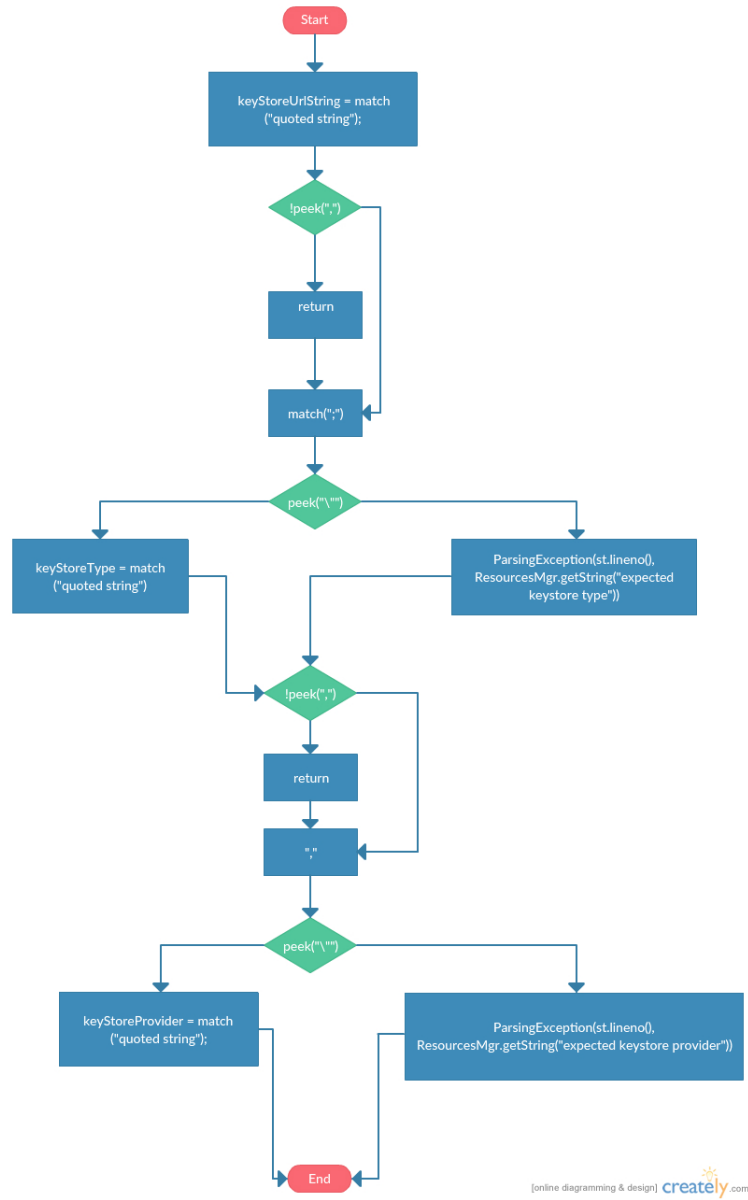 Start
keyStoreUrlString = match
("quoted string");
!peek(",")
return
match(";")
peek("\"")
keyStoreType = match
("quoted string")
ParsingException(st.lineno(),
ResourcesMgr.getString("expected
keystore type"))
!peek(",")
return
","
peek("\"")
keyStoreProvider = match
("quoted string");
ParsingException(st.lineno(),
ResourcesMgr.getString("expected keystore provider"))
End
[online diagramming & design] creately.com